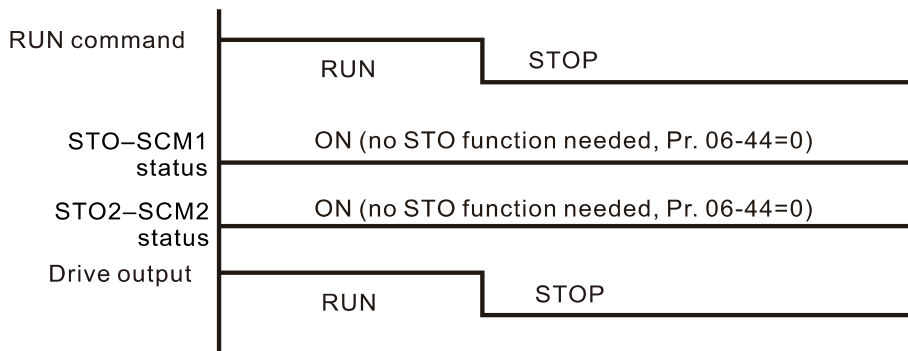 RUN command
RUN
STOP
STO–SCM1
status
ON (no STO function needed, Pr. 06-44=0)
STO2–SCM2
status
ON (no STO function needed, Pr. 06-44=0)
Drive output
RUN
STOP